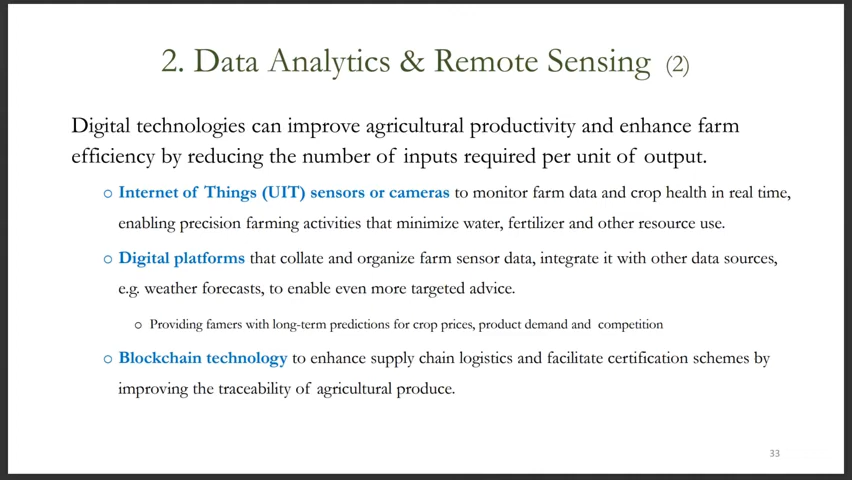 2. Data Analytics & Remote Sensing (2)
Digital technologies can improve agricultural productivity and enhance farm
efficiency by reducing the number of inputs required per unit of output.
o Internet of Things (UIT) sensors or cameras to monitor farm data and crop health in real time,
enabling precision farming activities that minimize water, fertilizer and other resource use.
o Digital platforms that collate and organize farm sensor data, integrate it with other data sources,
e.g. weather forecasts, to enable even more targeted advice.
o Providing famers with long-term predictions for crop prices, product demand and competition
o Blockchain technology to enhance supply chain logistics and facilitate certification schemes by
improving the traceability of agricultural produce.
33